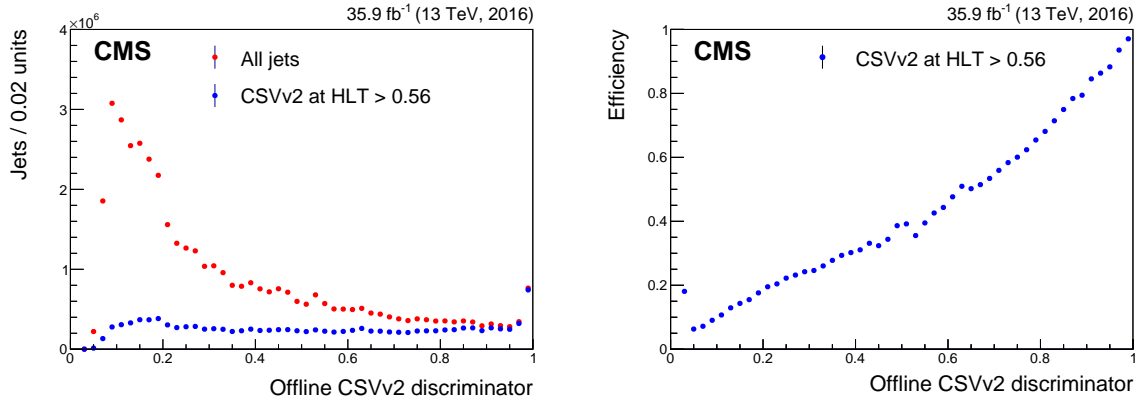 35.9 fb⁻¹ (13 TeV, 2016)
×10⁶
CMS
All jets
CSVv2 at HLT > 0.56
Jets / 0.02 units
4
3
2
1
0
0 0.2 0.4 0.6 0.8 1
Offline CSVv2 discriminator
35.9 fb⁻¹ (13 TeV, 2016)
CMS
CSVv2 at HLT > 0.56
Efficiency
1
0.8
0.6
0.4
0.2
0
0 0.2 0.4 0.6 0.8 1
Offline CSVv2 discriminator